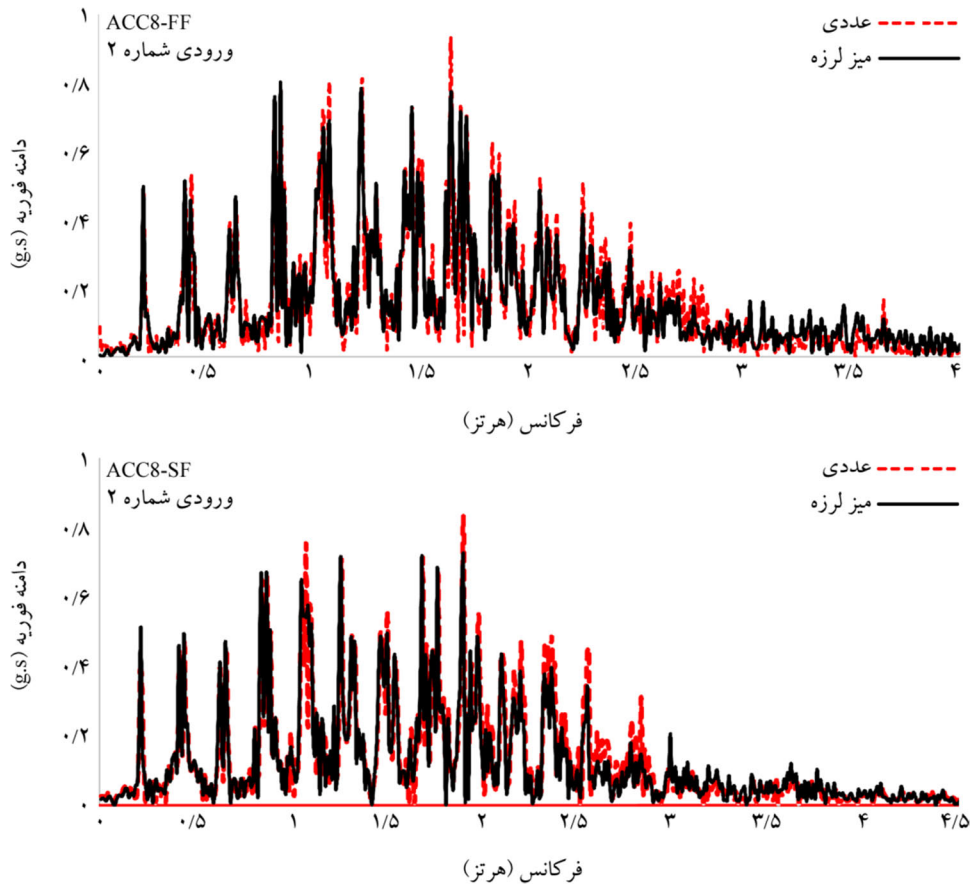 ACC8-FF
ورودی شماره ۲
عددی
میز لرزه
۱
۰/۸
۰/۶
۰/۴
۰/۲
۰
دامنه فوریه (g.s)
۰ ۰/۵ ۱ ۱/۵ ۲ ۲/۵ ۳ ۳/۵ ۴
فرکانس (هرتز)
ACC8-SF
ورودی شماره ۲
عددی
میز لرزه
۱
۰/۸
۰/۶
۰/۴
۰/۲
۰
دامنه فوریه (g.s)
۰ ۰/۵ ۱ ۱/۵ ۲ ۲/۵ ۳ ۳/۵ ۴ ۴/۵
فرکانس (هرتز)